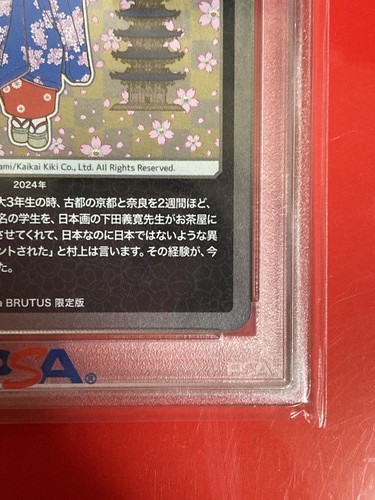 ami/Kaikai Kiki Co., Ltd. All Rights Reserved.
2024年
大3年生の時、古都の京都と奈良を2週間ほど、
名の学生を、日本画の下田義寛先生がお茶屋に
させてくれて、日本なのに日本ではないような異
ントされた」と村上は言います。その経験が、今
た。
a BRUTUS 限定版
PSA®
PSA